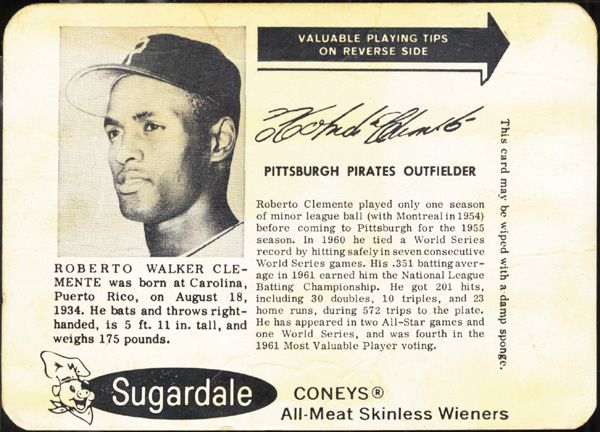 VALUABLE PLAYING TIPS
ON REVERSE SIDE
P
Roberto Clemente
PITTSBURGH PIRATES OUTFIELDER
Roberto Clemente played only one season
of minor league ball (with Montreal in 1954)
before coming to Pittsburgh for the 1955
season. In 1960 he tied a World Series
record by hitting safely in seven consecutive
World Series games. His .351 batting aver-
age in 1961 earned him the National League
Batting Championship. He got 201 hits,
including 30 doubles, 10 triples, and 23
home runs, during 572 trips to the plate.
He has appeared in two All-Star games and
one World Series, and was fourth in the
1961 Most Valuable Player voting.
This card may be wiped with a damp sponge.
ROBERTO WALKER CLE-
MENTE was born at Carolina,
Puerto Rico, on August 18,
1934. He bats and throws right-
handed, is 5 ft. 11 in. tall, and
weighs 175 pounds.
Sugardale
CONEYS®
All-Meat Skinless Wieners